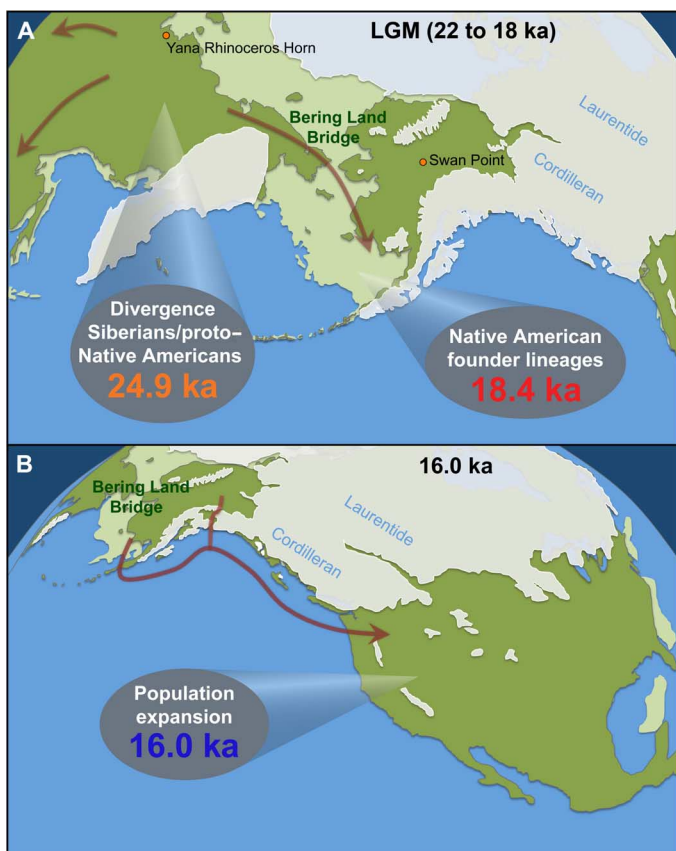 A
LGM (22 to 18 ka)
Yana Rhinoceros Horn
Bering Land
Bridge
Laurentide
Cordilleran
Swan Point
Divergence
Siberians/proto–
Native Americans
24.9 ka
Native American
founder lineages
18.4 ka
B
16.0 ka
Bering Land
Bridge
Laurentide
Cordilleran
Population
expansion
16.0 ka